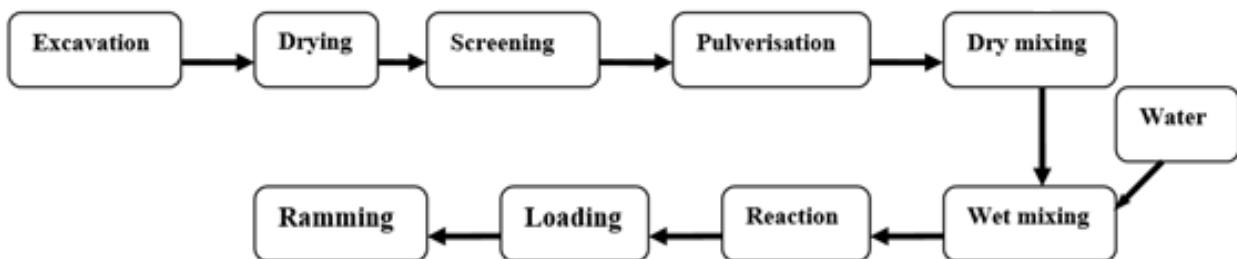 Excavation
Drying
Screening
Pulverisation
Dry mixing
Water
Wet mixing
Reaction
Loading
Ramming